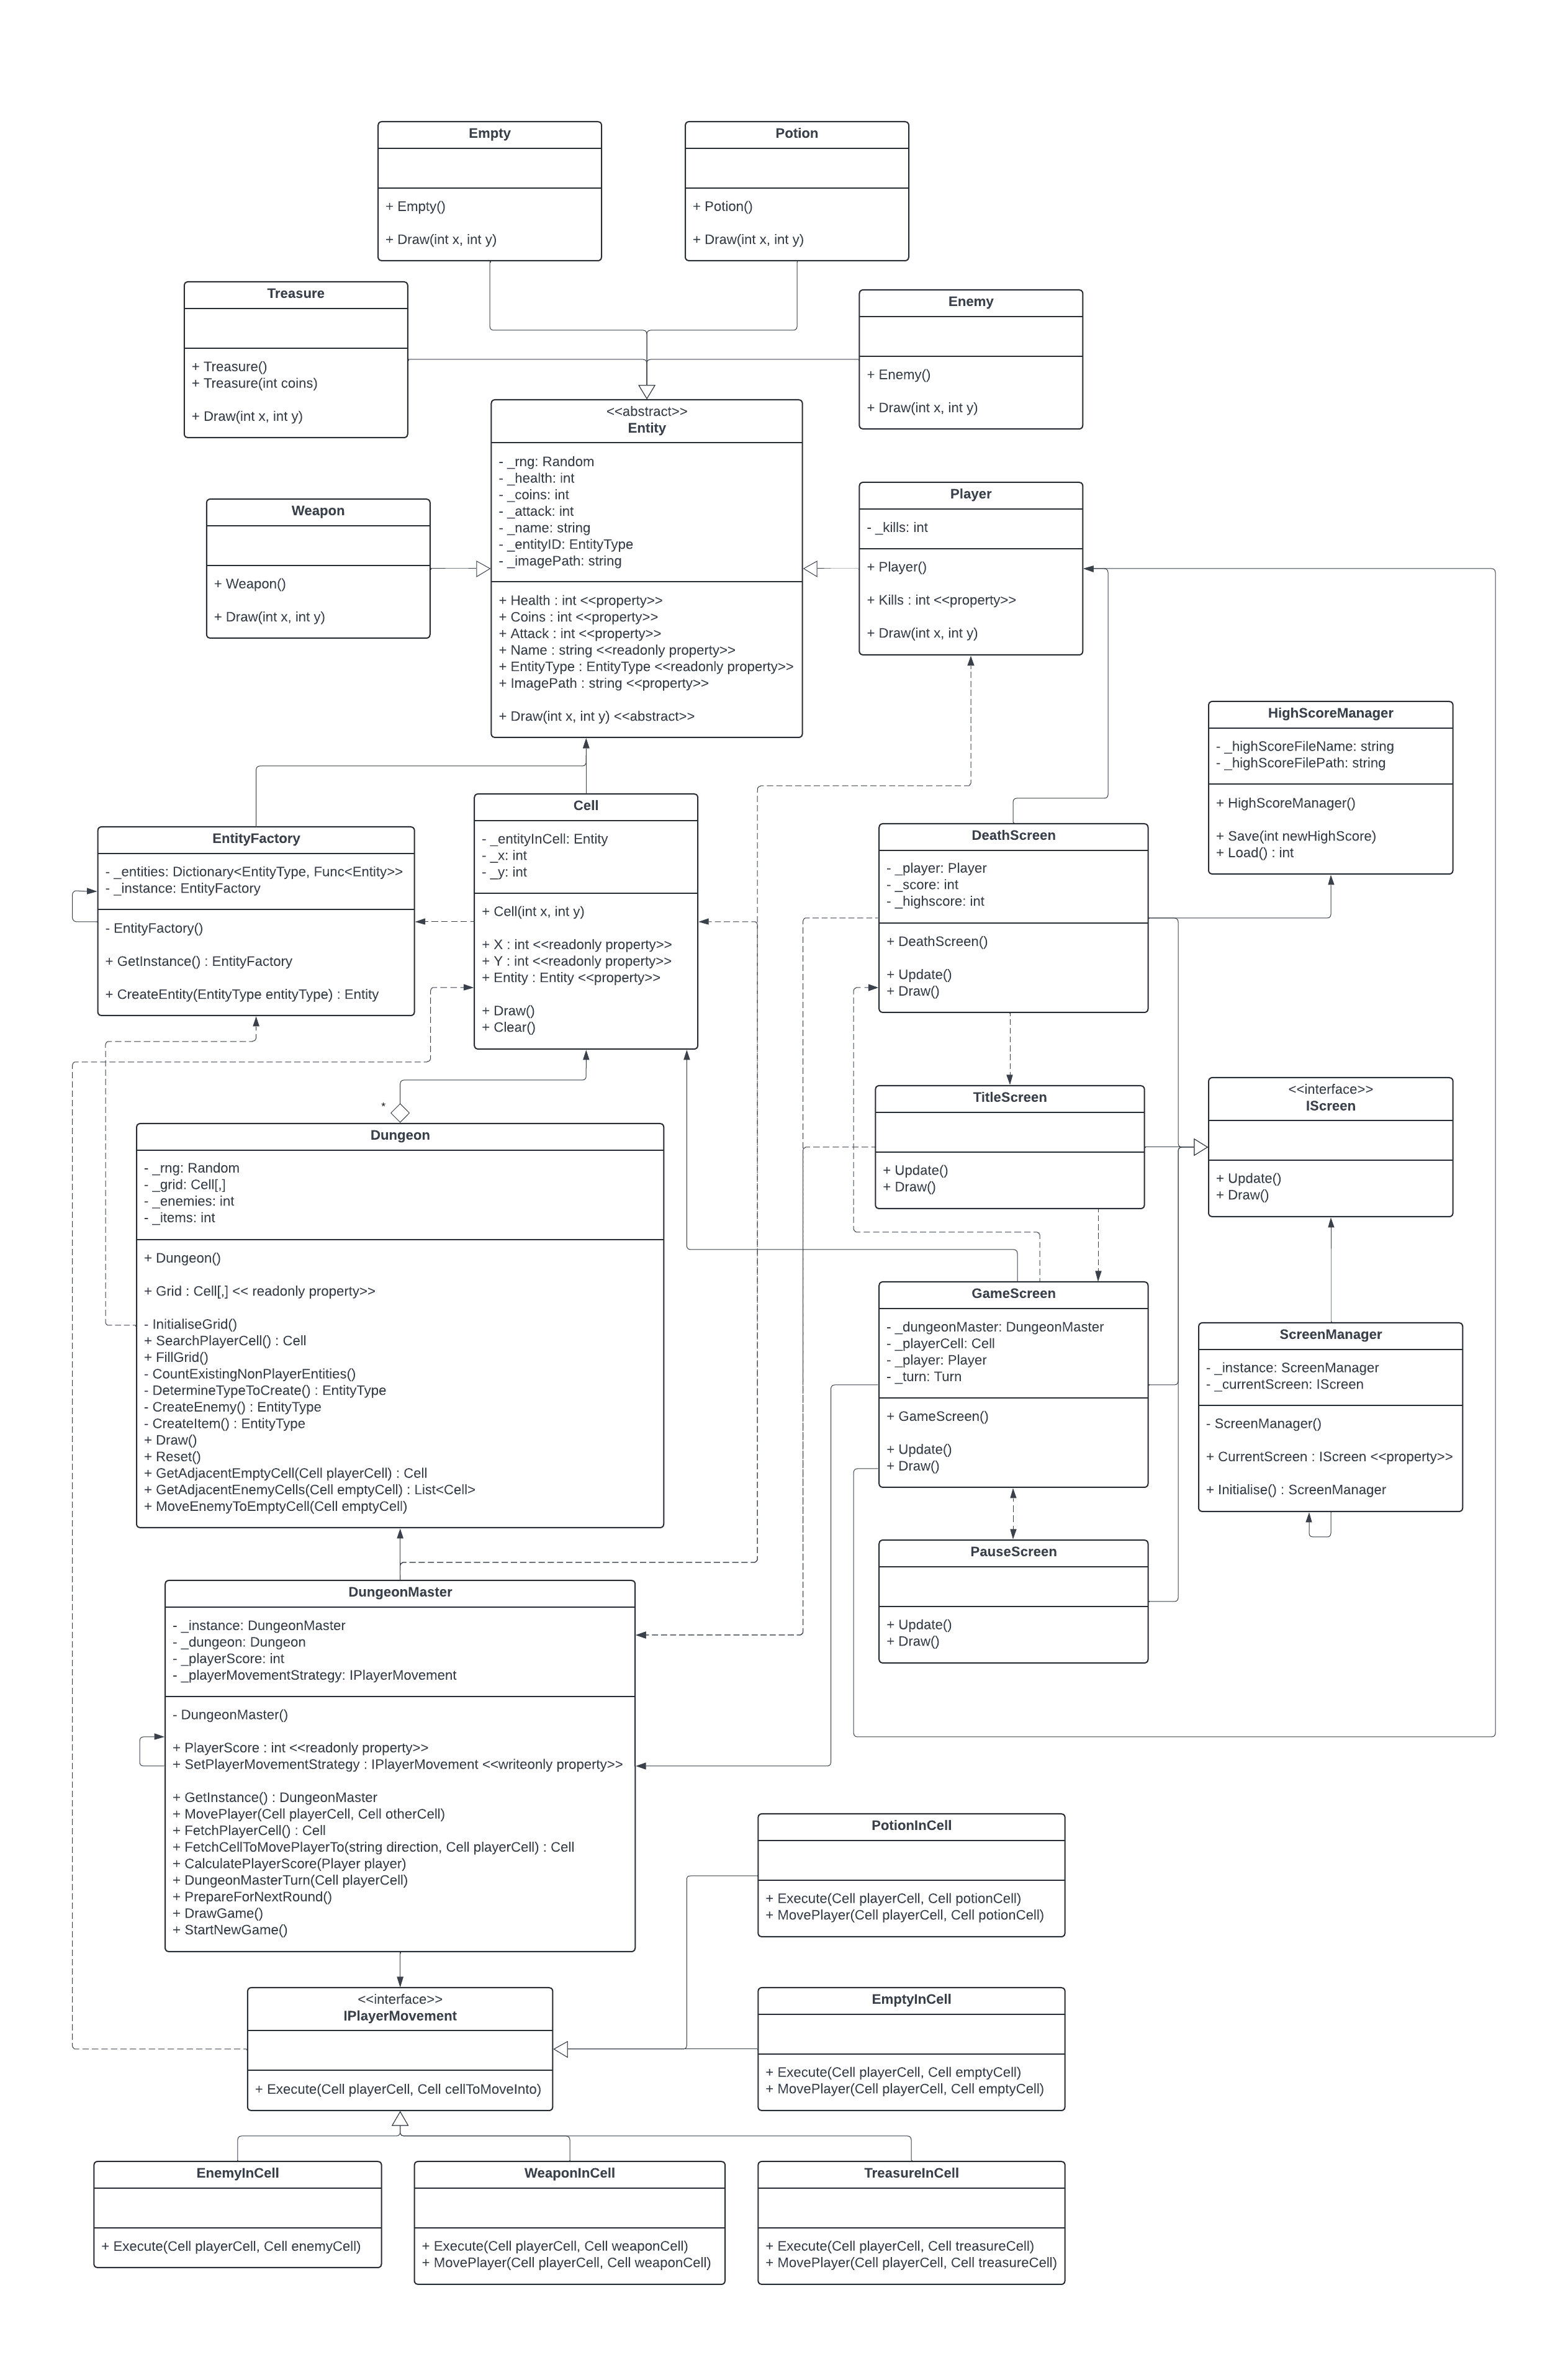 Empty
+ Empty()
+ Draw(int x, int y)
Potion
+ Potion()
+ Draw(int x, int y)
Treasure
+ Treasure()
+ Treasure(int coins)
+ Draw(int x, int y)
Enemy
+ Enemy()
+ Draw(int x, int y)
<<abstract>>
Entity
- _rng: Random
- _health: int
- _coins: int
- _attack: int
- _name: string
- _entityID: EntityType
- _imagePath: string
+ Health : int <<property>>
+ Coins : int <<property>>
+ Attack : int <<property>>
+ Name : string <<readonly property>>
+ EntityType : EntityType <<readonly property>>
+ ImagePath : string <<property>>
+ Draw(int x, int y) <<abstract>>
Weapon
+ Weapon()
+ Draw(int x, int y)
Player
- _kills: int
+ Player()
+ Kills : int <<property>>
+ Draw(int x, int y)
HighScoreManager
- _highScoreFileName: string
- _highScoreFilePath: string
+ HighScoreManager()
+ Save(int newHighScore)
+ Load() : int
EntityFactory
- _entities: Dictionary<EntityType, Func<Entity>>
- _instance: EntityFactory
- EntityFactory()
+ GetInstance() : EntityFactory
+ CreateEntity(EntityType entityType) : Entity
Cell
- _entityInCell: Entity
- _x: int
- _y: int
+ Cell(int x, int y)
+ X : int <<readonly property>>
+ Y : int <<readonly property>>
+ Entity : Entity <<property>>
+ Draw()
+ Clear()
DeathScreen
- _player: Player
- _score: int
- _highscore: int
+ DeathScreen()
+ Update()
+ Draw()
TitleScreen
+ Update()
+ Draw()
<<interface>>
IScreen
+ Update()
+ Draw()
*
Dungeon
- _rng: Random
- _grid: Cell[,]
- _enemies: int
- _items: int
+ Dungeon()
+ Grid : Cell[,] << readonly property>>
- InitialiseGrid()
+ SearchPlayerCell() : Cell
+ FillGrid()
- CountExistingNonPlayerEntities()
- DetermineTypeToCreate() : EntityType
- CreateEnemy() : EntityType
- CreateItem() : EntityType
+ Draw()
+ Reset()
+ GetAdjacentEmptyCell(Cell playerCell) : Cell
+ GetAdjacentEnemyCells(Cell emptyCell) : List<Cell>
+ MoveEnemyToEmptyCell(Cell emptyCell)
GameScreen
- _dungeonMaster: DungeonMaster
- _playerCell: Cell
- _player: Player
- _turn: Turn
+ GameScreen()
+ Update()
+ Draw()
ScreenManager
- _instance: ScreenManager
- _currentScreen: IScreen
- ScreenManager()
+ CurrentScreen : IScreen <<property>>
+ Initialise() : ScreenManager
PauseScreen
+ Update()
+ Draw()
DungeonMaster
- _instance: DungeonMaster
- _dungeon: Dungeon
- _playerScore: int
- _playerMovementStrategy: IPlayerMovement
- DungeonMaster()
+ PlayerScore : int <<readonly property>>
+ SetPlayerMovementStrategy : IPlayerMovement <<writeonly property>>
+ GetInstance() : DungeonMaster
+ MovePlayer(Cell playerCell, Cell otherCell)
+ FetchPlayerCell() : Cell
+ FetchCellToMovePlayerTo(string direction, Cell playerCell) : Cell
+ CalculatePlayerScore(Player player)
+ DungeonMasterTurn(Cell playerCell)
+ PrepareForNextRound()
+ DrawGame()
+ StartNewGame()
PotionInCell
+ Execute(Cell playerCell, Cell potionCell)
+ MovePlayer(Cell playerCell, Cell potionCell)
<<interface>>
IPlayerMovement
+ Execute(Cell playerCell, Cell cellToMoveInto)
EmptyInCell
+ Execute(Cell playerCell, Cell emptyCell)
+ MovePlayer(Cell playerCell, Cell emptyCell)
EnemyInCell
+ Execute(Cell playerCell, Cell enemyCell)
WeaponInCell
+ Execute(Cell playerCell, Cell weaponCell)
+ MovePlayer(Cell playerCell, Cell weaponCell)
TreasureInCell
+ Execute(Cell playerCell, Cell treasureCell)
+ MovePlayer(Cell playerCell, Cell treasureCell)